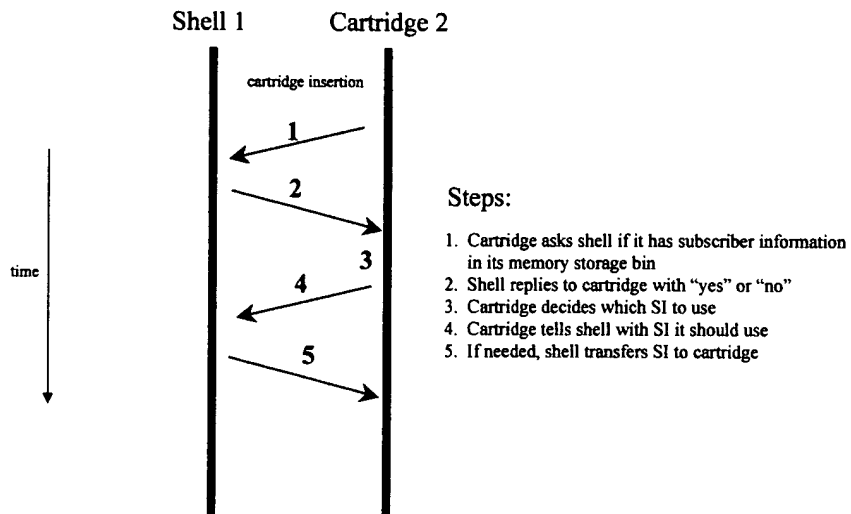 Shell 1
Cartridge 2
cartridge insertion
1
2
3
4
5
time
Steps:
1. Cartridge asks shell if it has subscriber information
in its memory storage bin
2. Shell replies to cartridge with “yes” or “no”
3. Cartridge decides which SI to use
4. Cartridge tells shell with SI it should use
5. If needed, shell transfers SI to cartridge